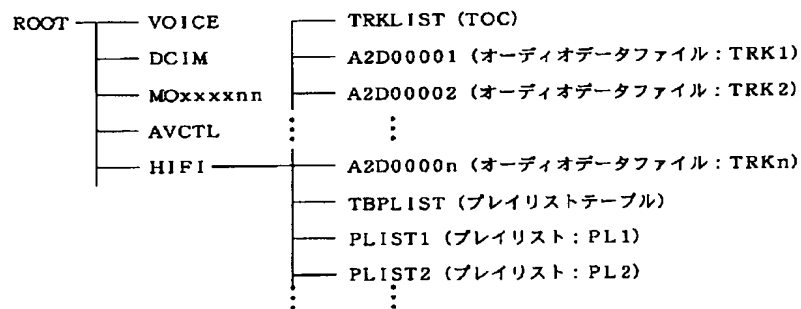 ROOT VOICE TRKLIST (TOC)
DCIM A2D00001 (オーディオデータファイル:TRK1)
MOxxxxnn A2D00002 (オーディオデータファイル:TRK2)
AVCTL
HIFI A2D0000n (オーディオデータファイル:TRKn)
TBPLIST (プレイリストテーブル)
PLIST1 (プレイリスト:PL1)
PLIST2 (プレイリスト:PL2)